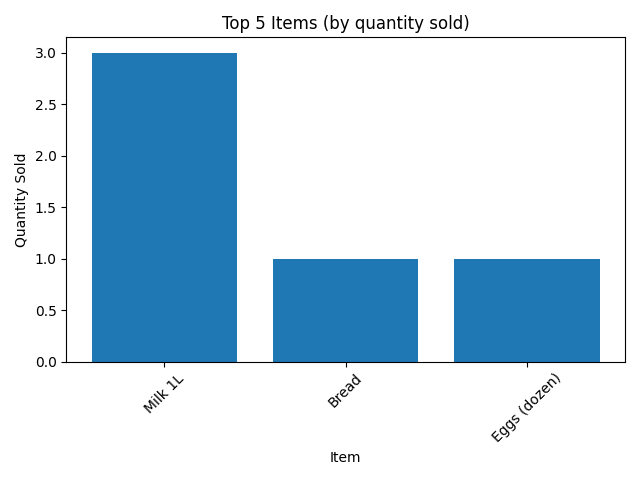 Top 5 Items (by quantity sold)
Quantity Sold
3.0
2.5
2.0
1.5
1.0
0.5
0.0
Milk 1L
Bread
Eggs (dozen)
Item